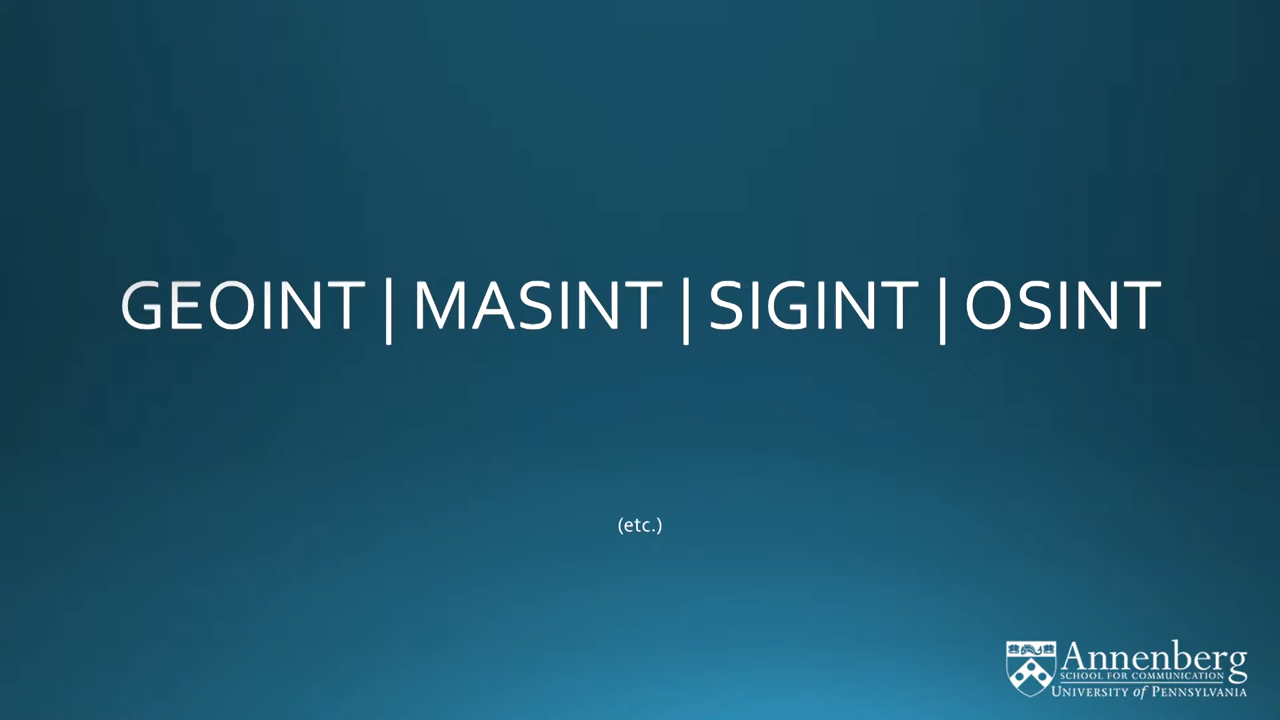 GEOINT | MASINT | SIGINT | OSINT
(etc.)
Annenberg
SCHOOL FOR COMMUNICATION
UNIVERSITY of PENNSYLVANIA